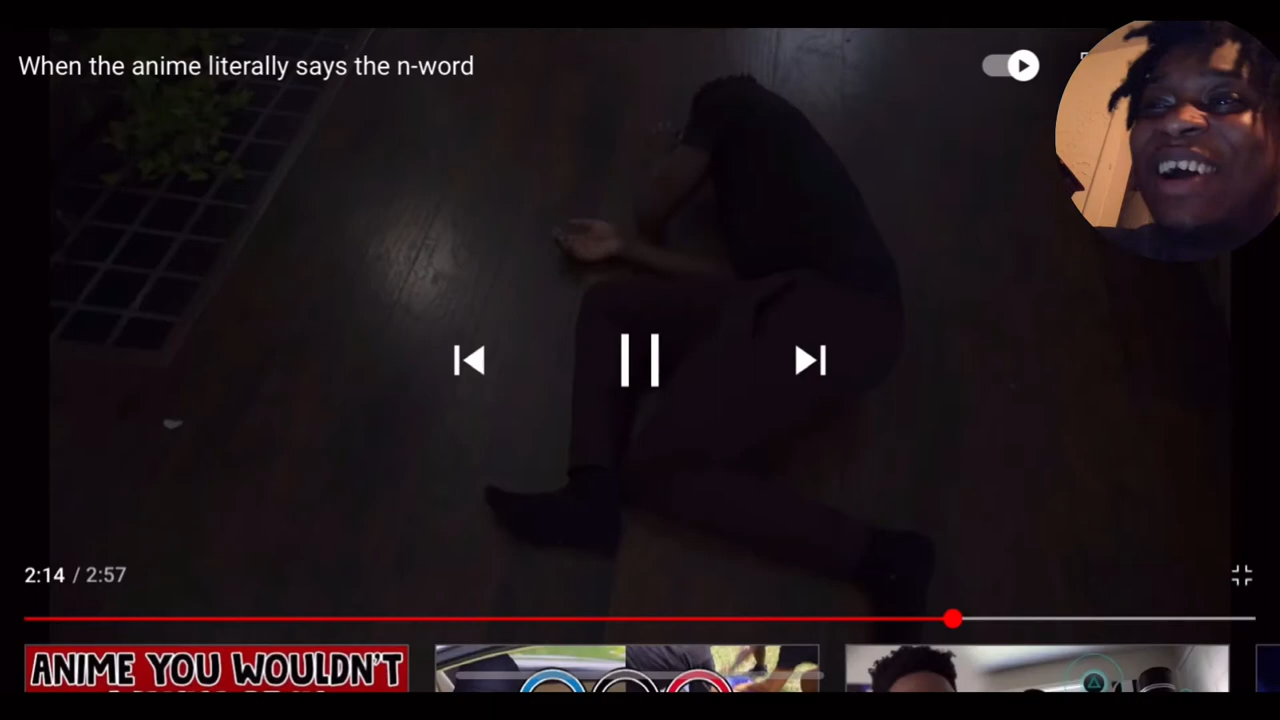 When the anime literally says the n-word
2:14 / 2:57
ANIME YOU WOULDN'T